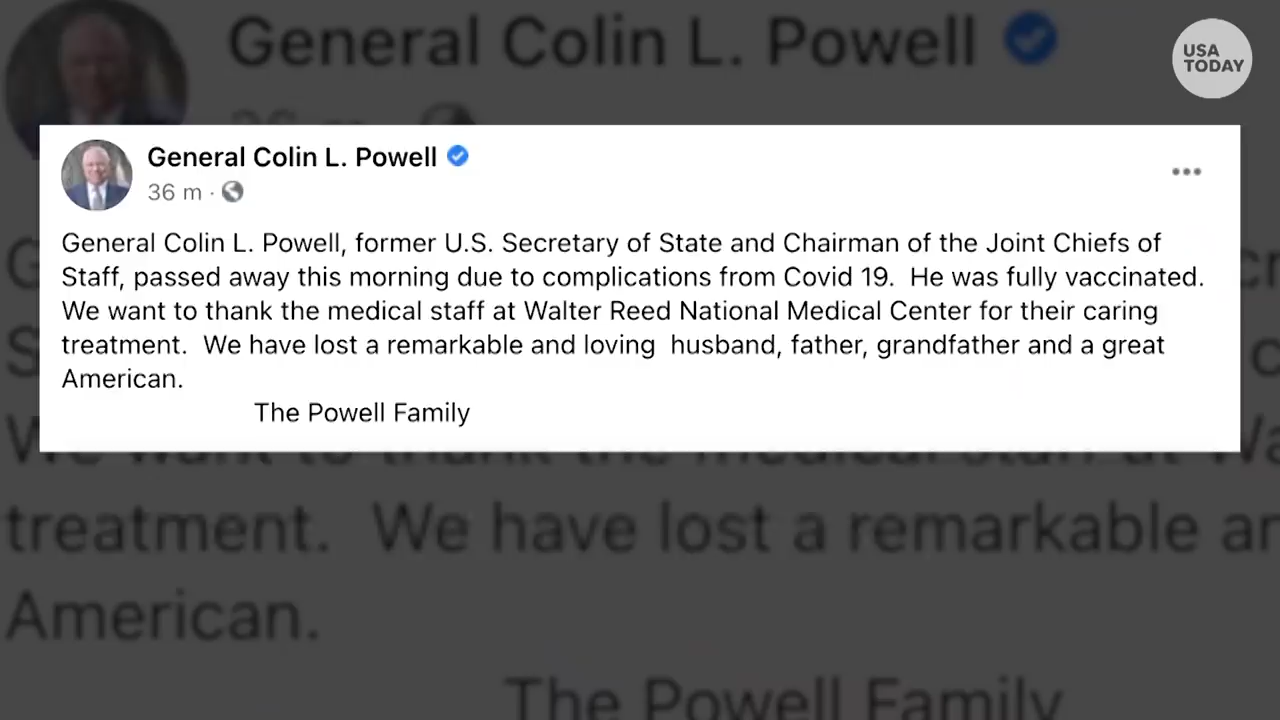 General Colin L. Powell
USA
TODAY
General Colin L. Powell
36 m ·
General Colin L. Powell, former U.S. Secretary of State and Chairman of the Joint Chiefs of
Staff, passed away this morning due to complications from Covid 19.  He was fully vaccinated.
We want to thank the medical staff at Walter Reed National Medical Center for their caring
treatment.  We have lost a remarkable and loving  husband, father, grandfather and a great
American.
The Powell Family
treatment.  We have lost a remarkable
American.
The Powell Family